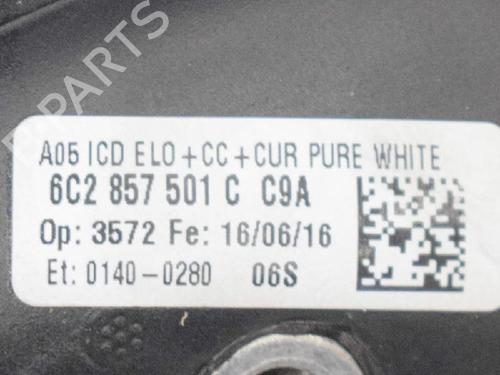 A05 ICD ELO+CC+CUR PURE WHITE
6C2 857 501 C C9A
Op: 3572 Fe: 16/06/16
Et: 0140-0280 06S
B-PARTS